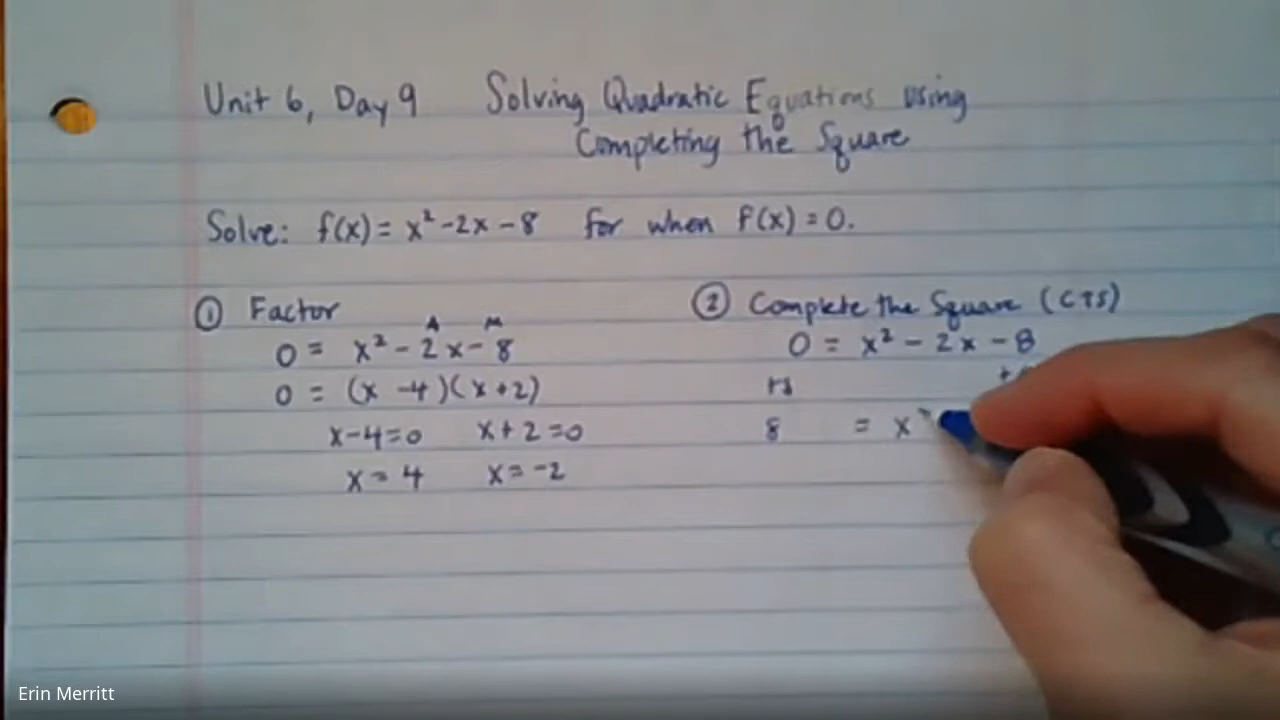 Unit 6, Day 9 Solving Quadratic Equations using
Completing the Square
Solve: f(x) = x² - 2x - 8 for when f(x) = 0.
① Factor
A M
0 = x² - 2x - 8
0 = (x - 4)(x + 2)
x - 4 = 0 x + 2 = 0
x = 4 x = -2
② Complete the Square (CTS)
0 = x² - 2x - 8
+8 +
8 = x²
Erin Merritt